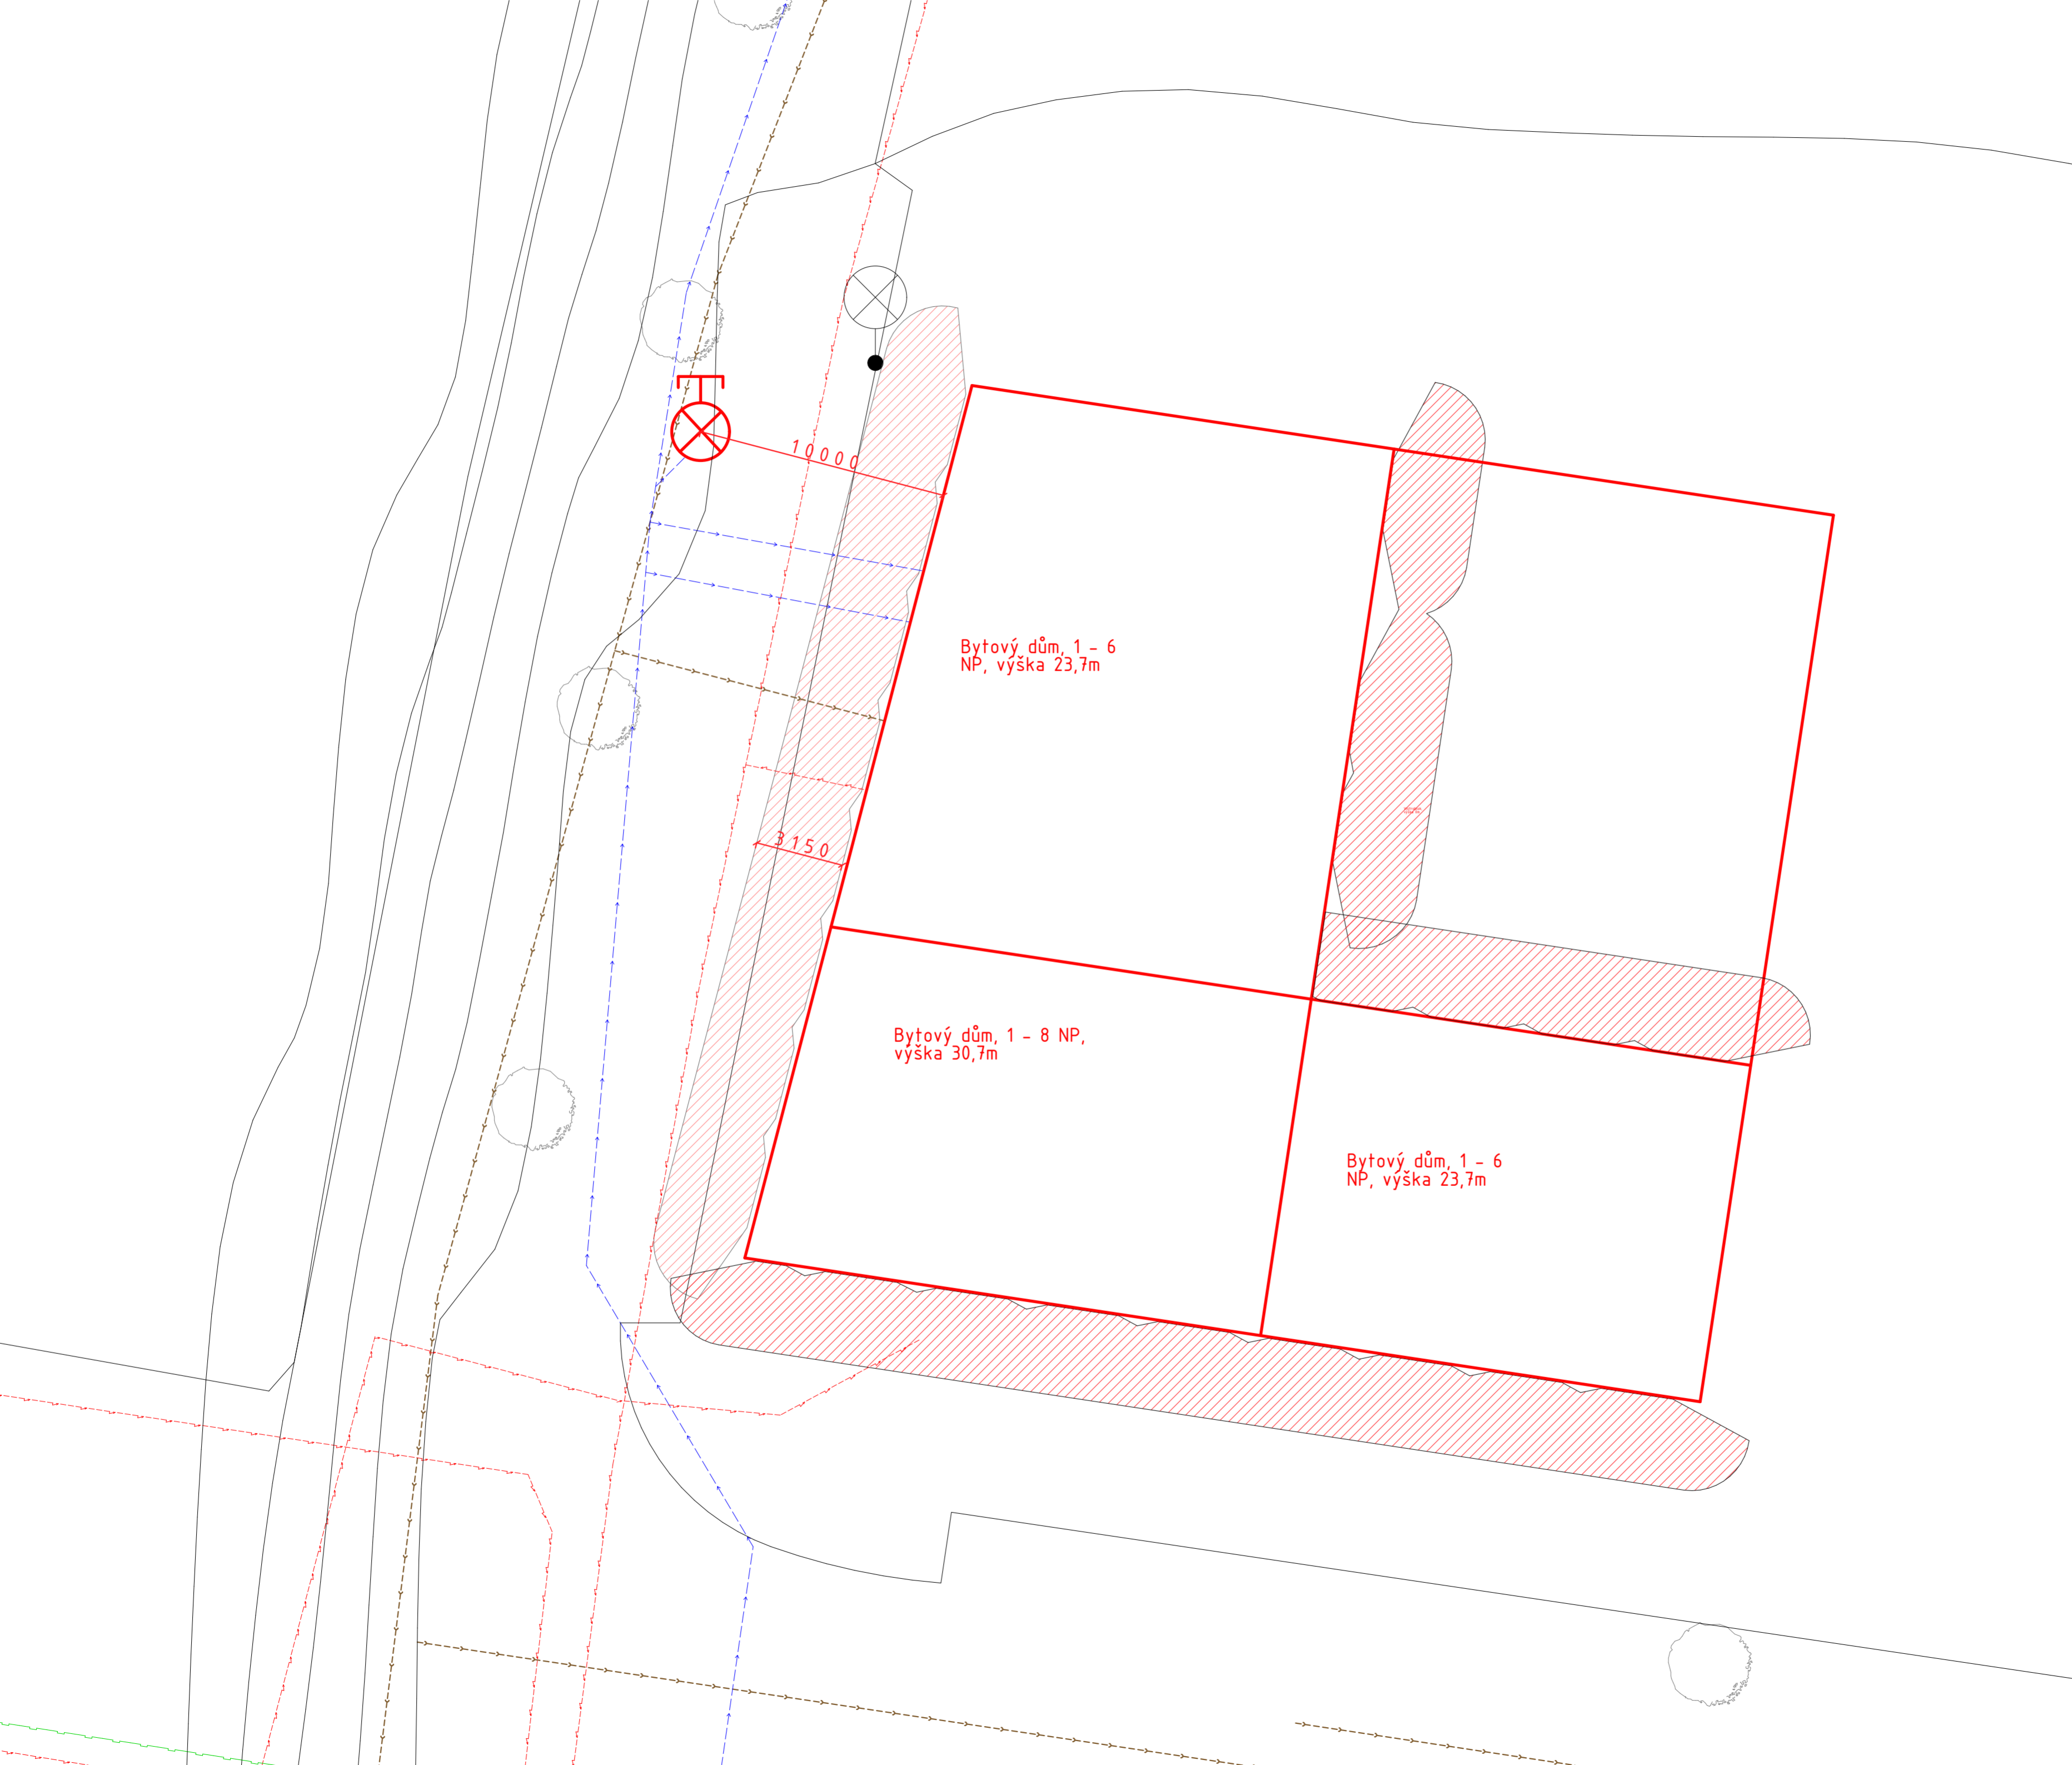 10000
Bytový dům, 1 – 6
NP, výška 23,7m
3150
Bytový dům, 1 – 8 NP,
výška 30,7m
Bytový dům, 1 – 6
NP, výška 23,7m